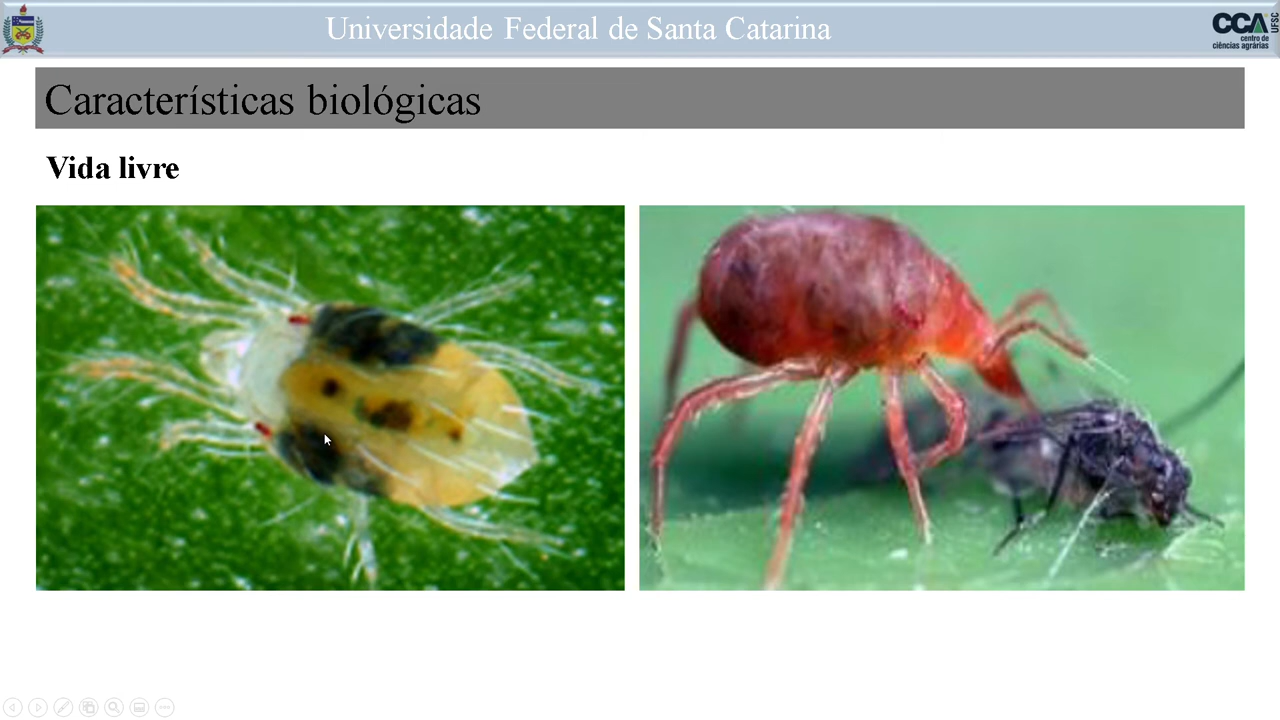 Universidade Federal de Santa Catarina
CCA
centro de
ciências agrárias
UFSC
Características biológicas
Vida livre